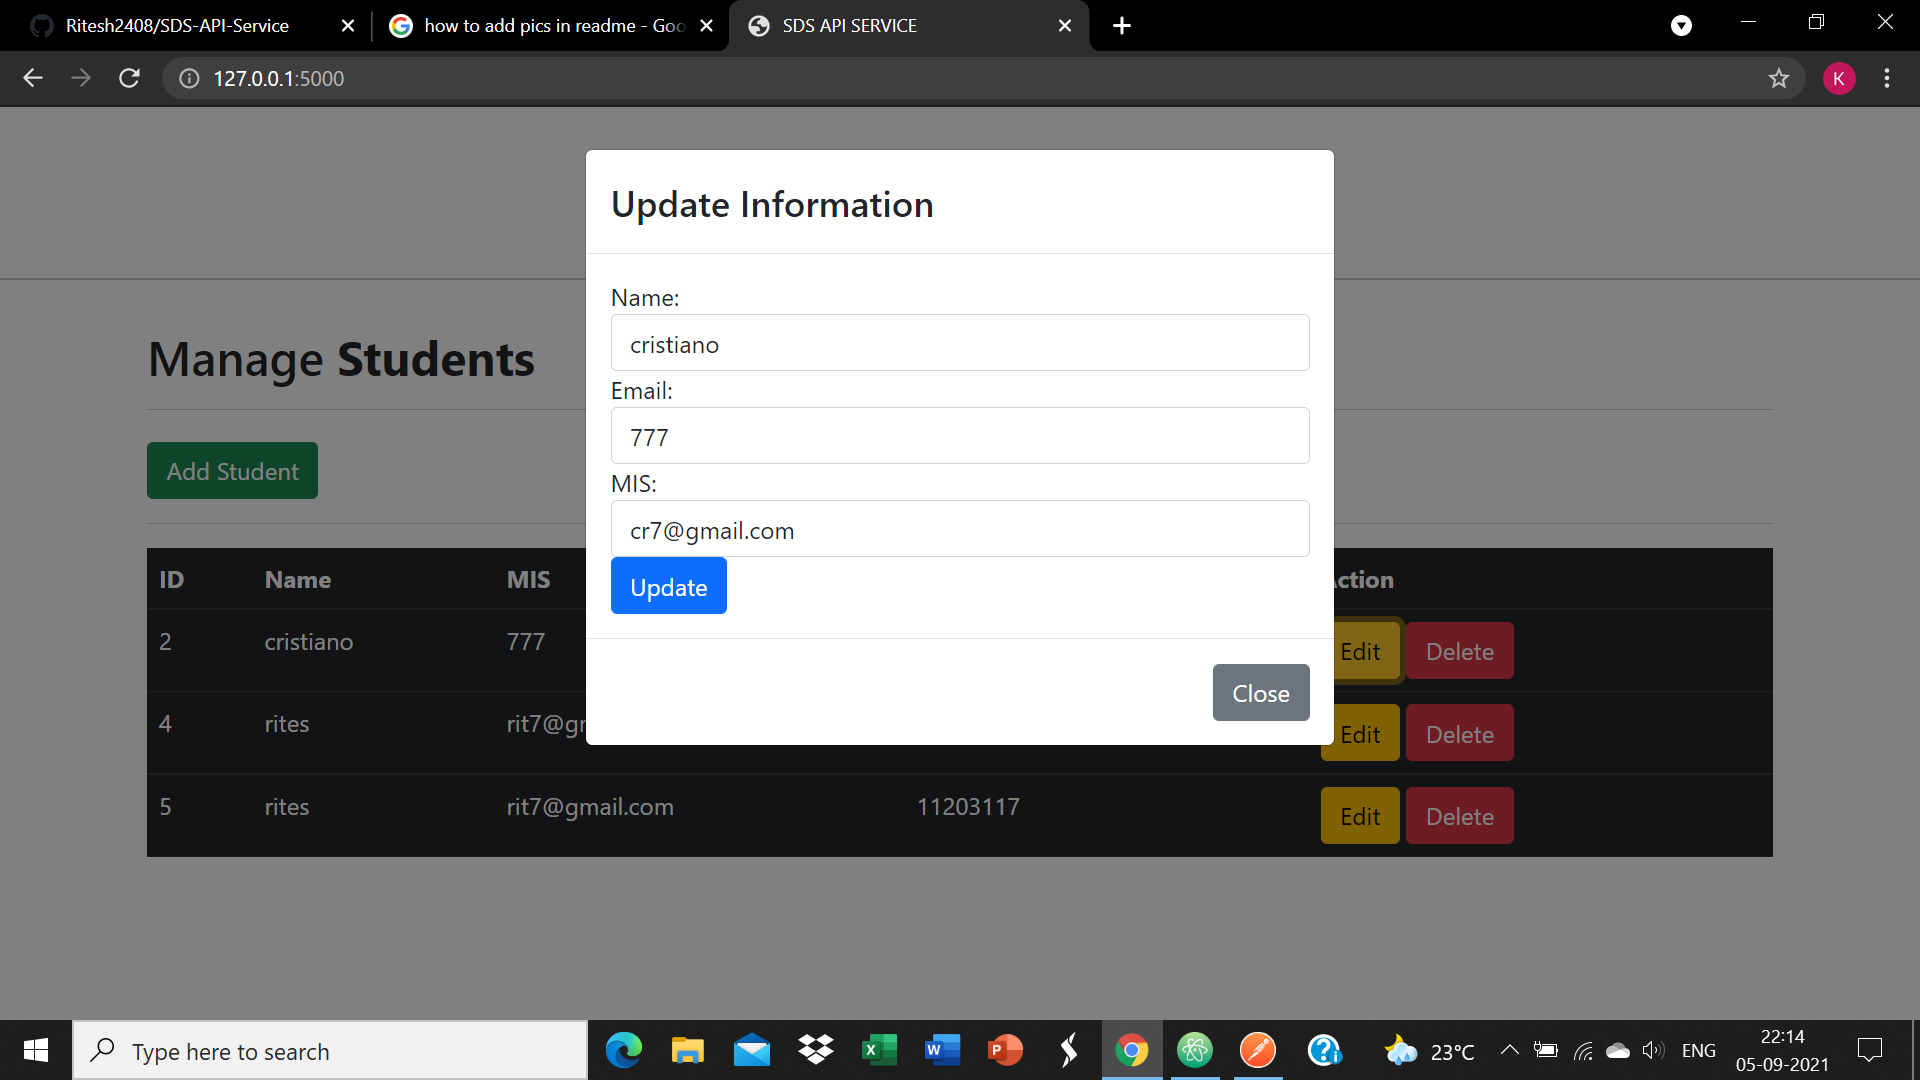 Ritesh2408/SDS-API-Service
how to add pics in readme - Goo
SDS API SERVICE
127.0.0.1:5000
K
Update Information
Name:
cristiano
Email:
777
MIS:
cr7@gmail.com
Update
Close
Manage Students
Add Student
ID Name MIS ction
2 cristiano 777 Edit Delete
4 rites rit7@gr Edit Delete
5 rites rit7@gmail.com 11203117 Edit Delete
Type here to search
23°C
ENG
22:14
05-09-2021